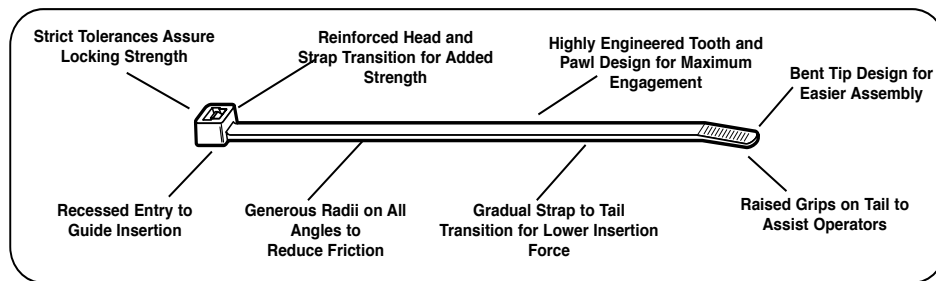 Strict Tolerances Assure
Locking Strength
Reinforced Head and
Strap Transition for Added
Strength
Highly Engineered Tooth and
Pawl Design for Maximum
Engagement
Bent Tip Design for
Easier Assembly
Recessed Entry to
Guide Insertion
Generous Radii on All
Angles to
Reduce Friction
Gradual Strap to Tail
Transition for Lower Insertion
Force
Raised Grips on Tail to
Assist Operators